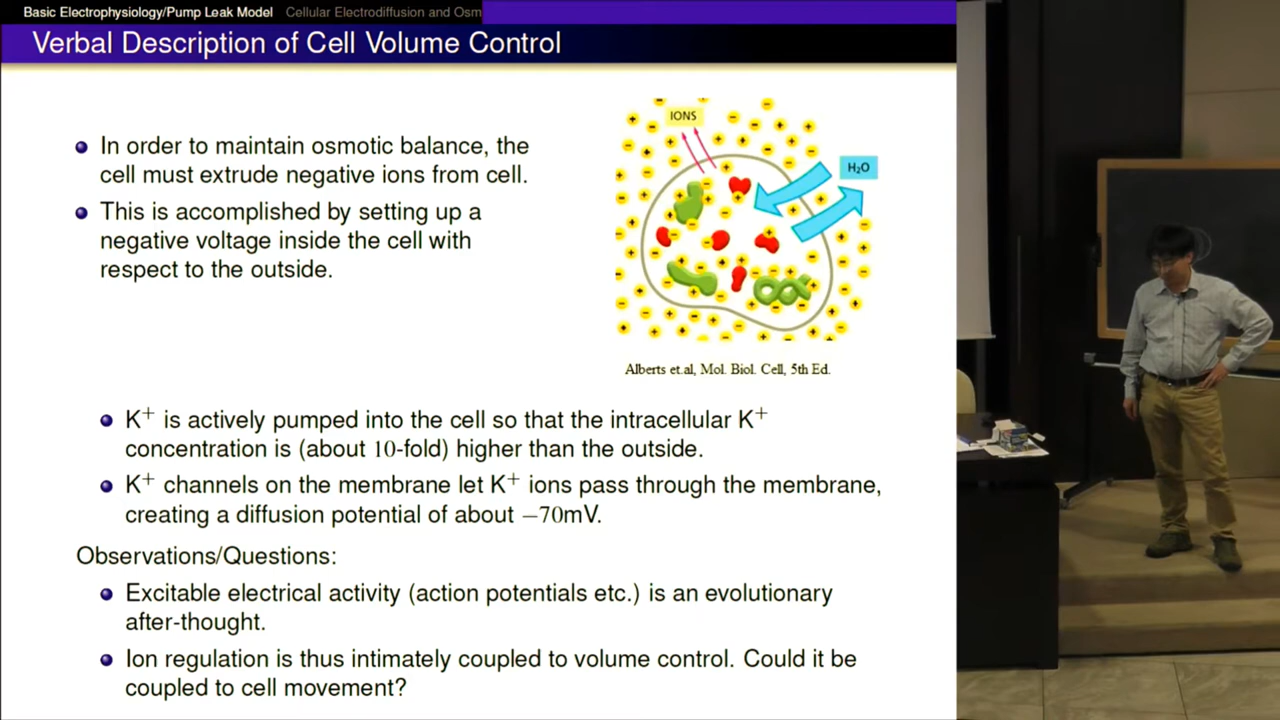 Basic Electrophysiology/Pump Leak Model Cellular Electrodiffusion and Osm
Verbal Description of Cell Volume Control
In order to maintain osmotic balance, the
cell must extrude negative ions from cell.
This is accomplished by setting up a
negative voltage inside the cell with
respect to the outside.
IONS
H₂O
Alberts et.al, Mol. Biol. Cell, 5th Ed.
K⁺ is actively pumped into the cell so that the intracellular K⁺
concentration is (about 10-fold) higher than the outside.
K⁺ channels on the membrane let K⁺ ions pass through the membrane,
creating a diffusion potential of about −70mV.
Observations/Questions:
Excitable electrical activity (action potentials etc.) is an evolutionary
after-thought.
Ion regulation is thus intimately coupled to volume control. Could it be
coupled to cell movement?